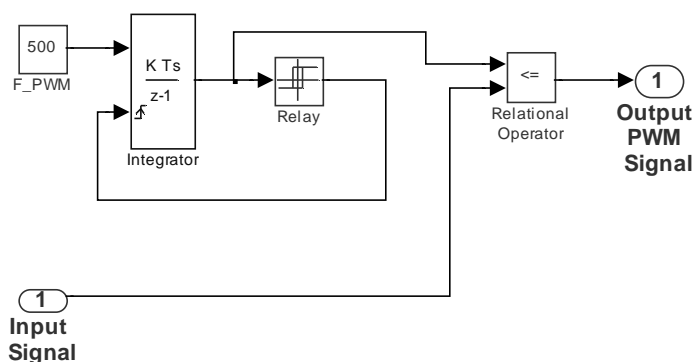 500
F_PWM
K Ts
z-1
Integrator
Relay
<=
Relational
Operator
1
Output
PWM
Signal
1
Input
Signal